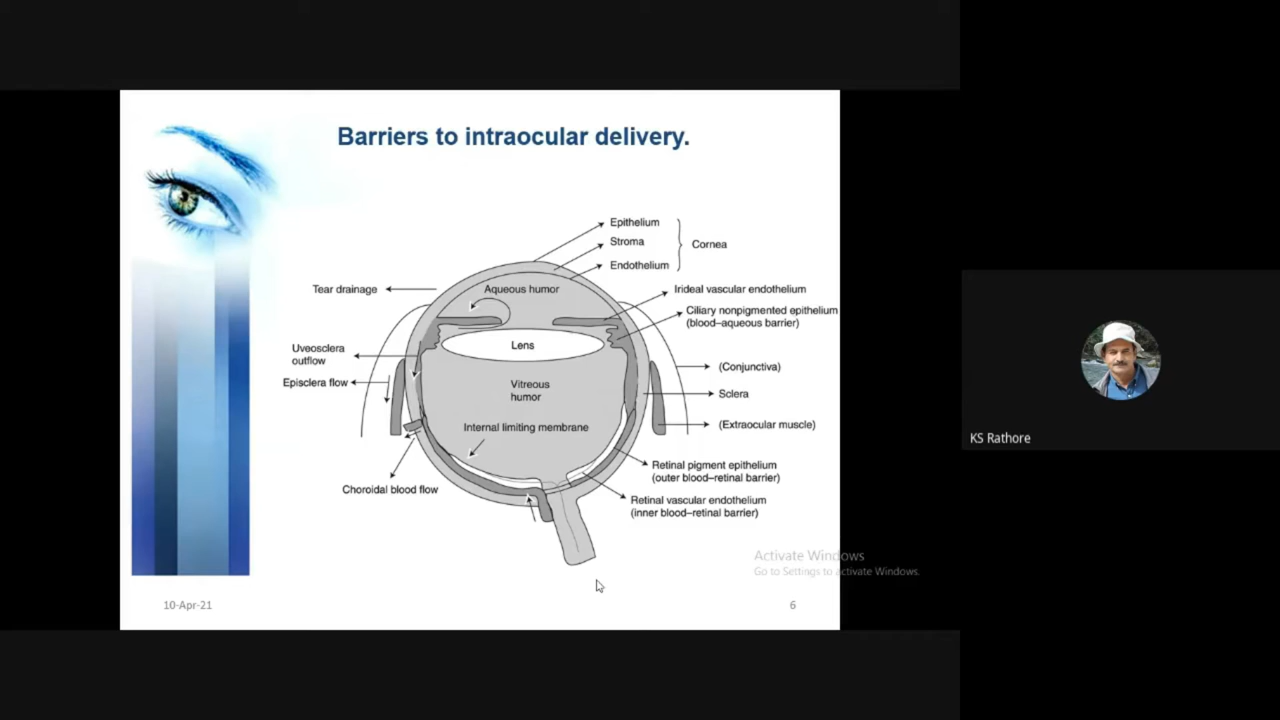 Barriers to intraocular delivery.
Epithelium
Stroma
Endothelium
Cornea
Tear drainage
Aqueous humor
Irideal vascular endothelium
Ciliary nonpigmented epithelium
(blood–aqueous barrier)
Uveosclera
outflow
Lens
Episclera flow
(Conjunctiva)
Vitreous
humor
Sclera
Internal limiting membrane
(Extraocular muscle)
Retinal pigment epithelium
(outer blood–retinal barrier)
Choroidal blood flow
Retinal vascular endothelium
(inner blood–retinal barrier)
KS Rathore
Activate Windows
Go to Settings to activate Windows.
10-Apr-21
6